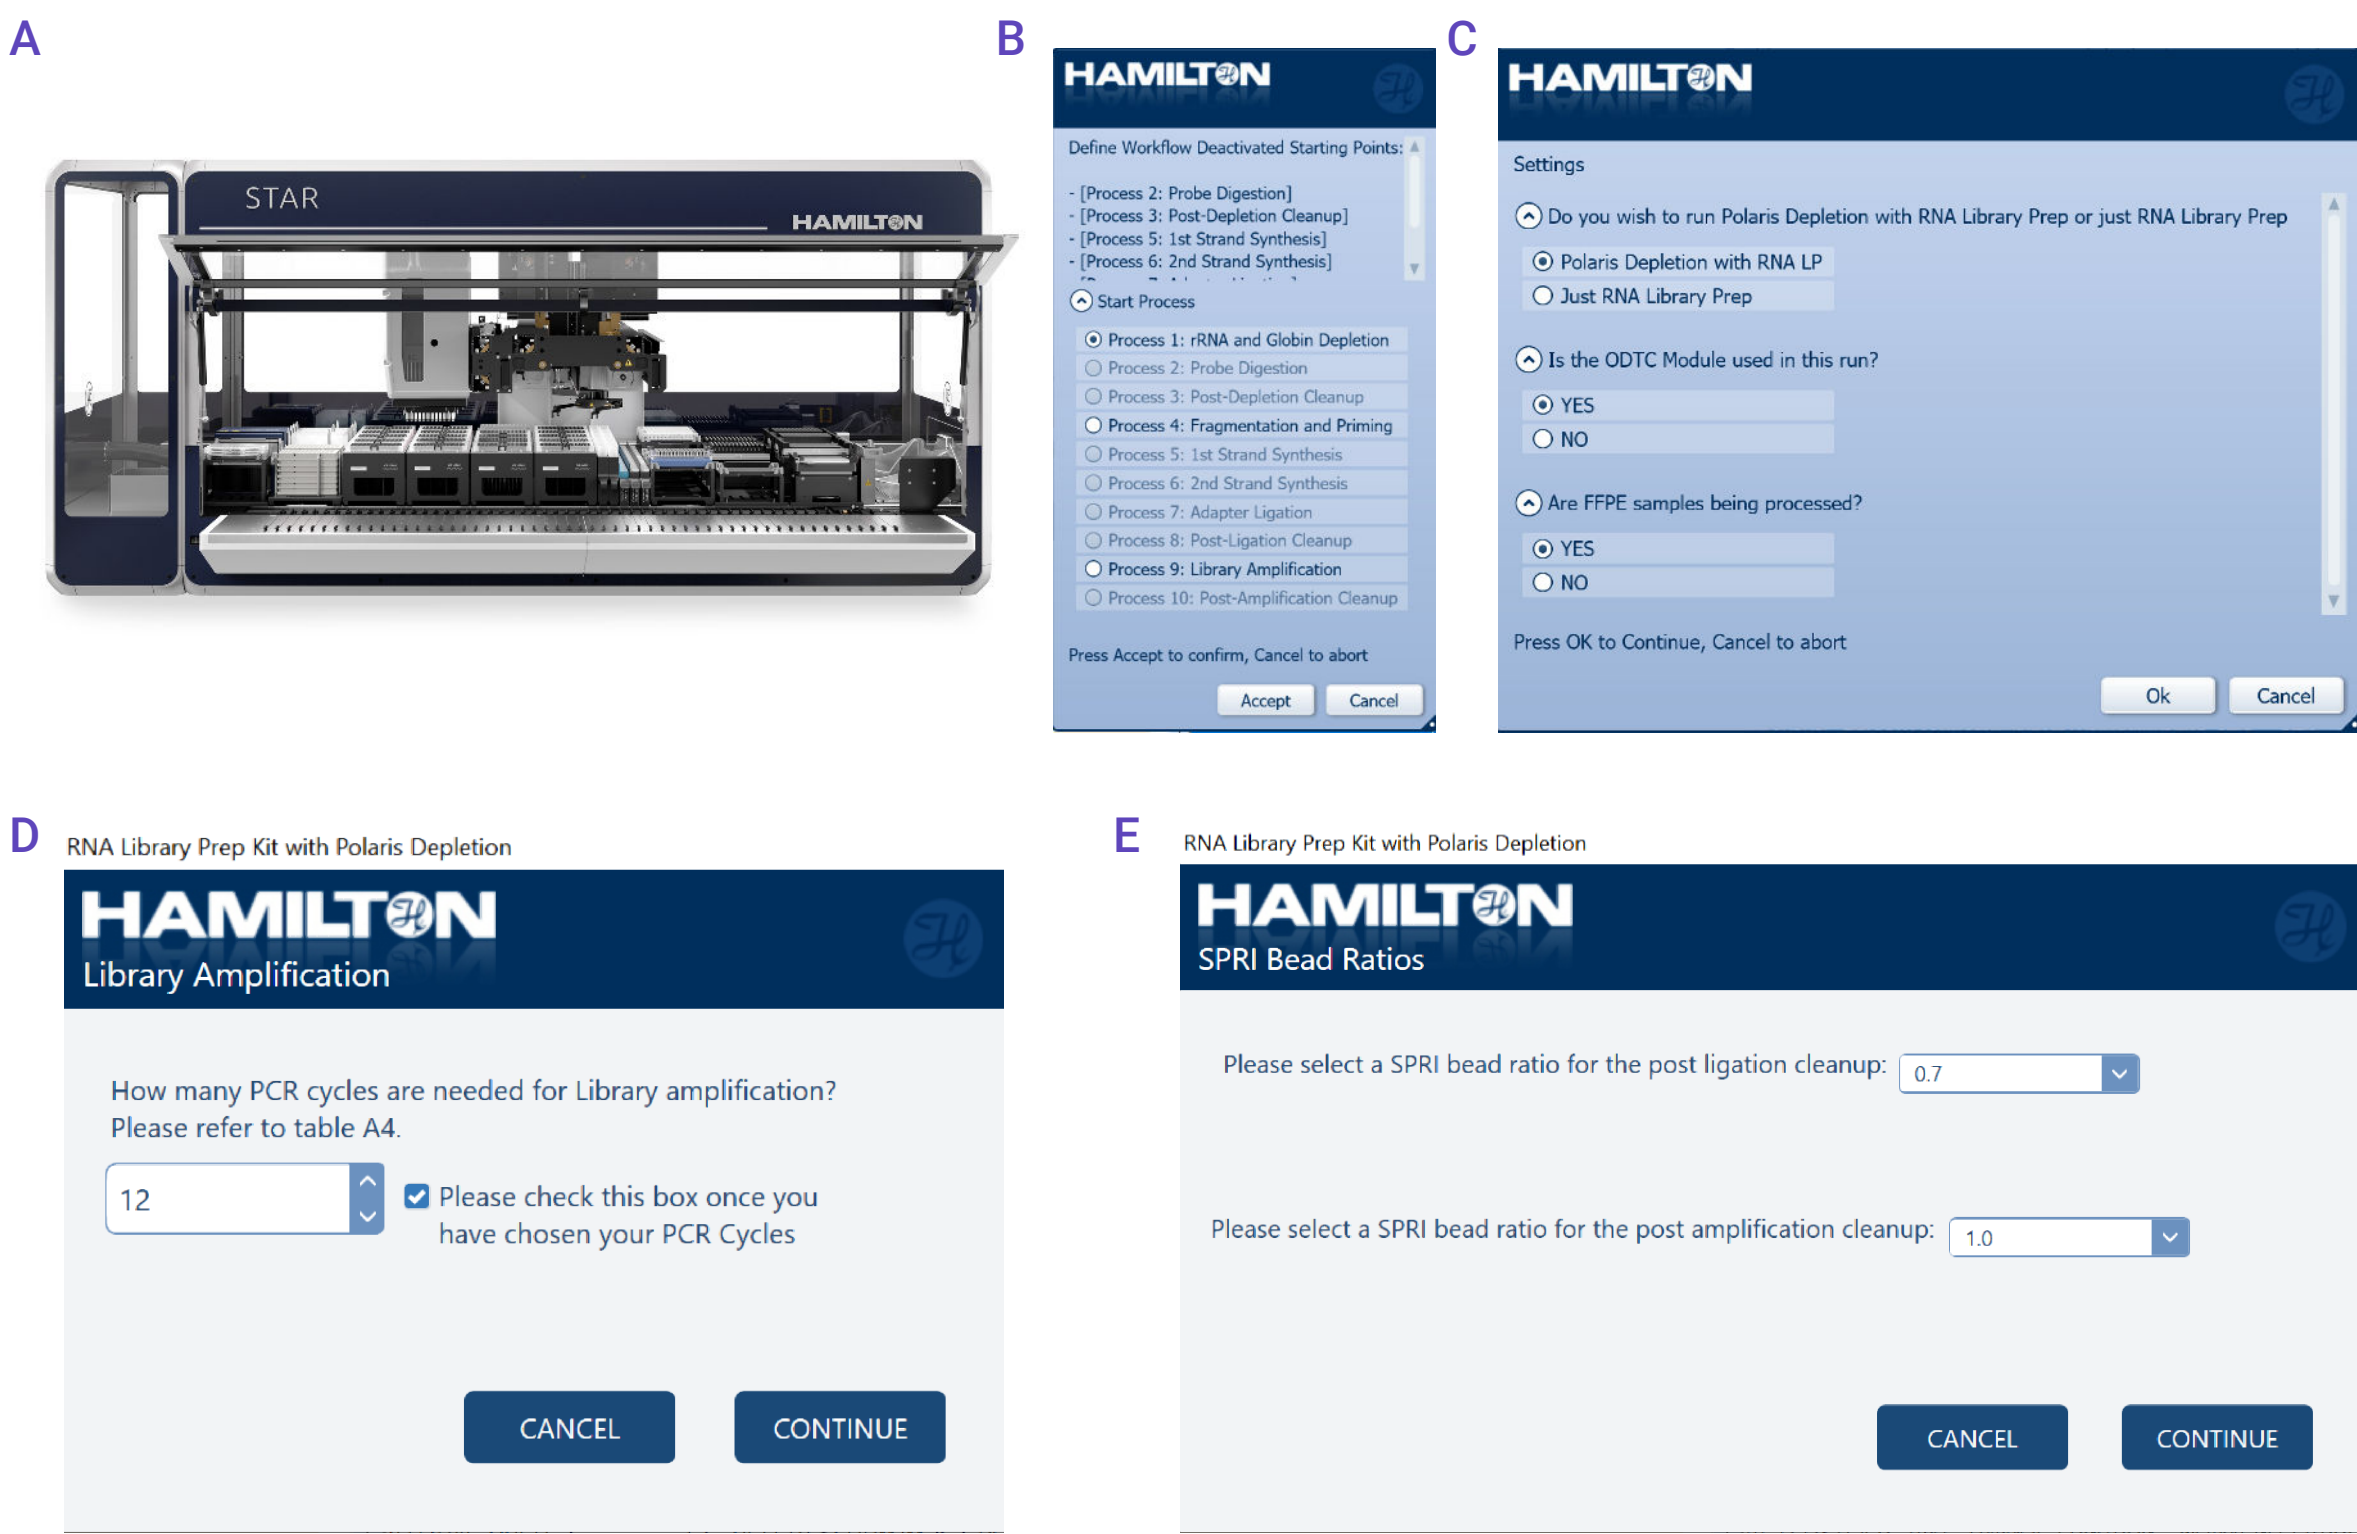 A
STAR
HAMILTON
B
HAMILTON
Define Workflow Deactivated Starting Points:
- [Process 2: Probe Digestion]
- [Process 3: Post-Depletion Cleanup]
- [Process 5: 1st Strand Synthesis]
- [Process 6: 2nd Strand Synthesis]
Start Process
Process 1: rRNA and Globin Depletion
Process 2: Probe Digestion
Process 3: Post-Depletion Cleanup
Process 4: Fragmentation and Priming
Process 5: 1st Strand Synthesis
Process 6: 2nd Strand Synthesis
Process 7: Adapter Ligation
Process 8: Post-Ligation Cleanup
Process 9: Library Amplification
Process 10: Post-Amplification Cleanup
Press Accept to confirm, Cancel to abort
Accept Cancel
C
HAMILTON
Settings
Do you wish to run Polaris Depletion with RNA Library Prep or just RNA Library Prep
Polaris Depletion with RNA LP
Just RNA Library Prep
Is the ODTC Module used in this run?
YES
NO
Are FFPE samples being processed?
YES
NO
Press OK to Continue, Cancel to abort
Ok Cancel
D
RNA Library Prep Kit with Polaris Depletion
HAMILTON
Library Amplification
How many PCR cycles are needed for Library amplification?
Please refer to table A4.
12
Please check this box once you
have chosen your PCR Cycles
CANCEL CONTINUE
E
RNA Library Prep Kit with Polaris Depletion
HAMILTON
SPRI Bead Ratios
Please select a SPRI bead ratio for the post ligation cleanup: 0.7
Please select a SPRI bead ratio for the post amplification cleanup: 1.0
CANCEL CONTINUE